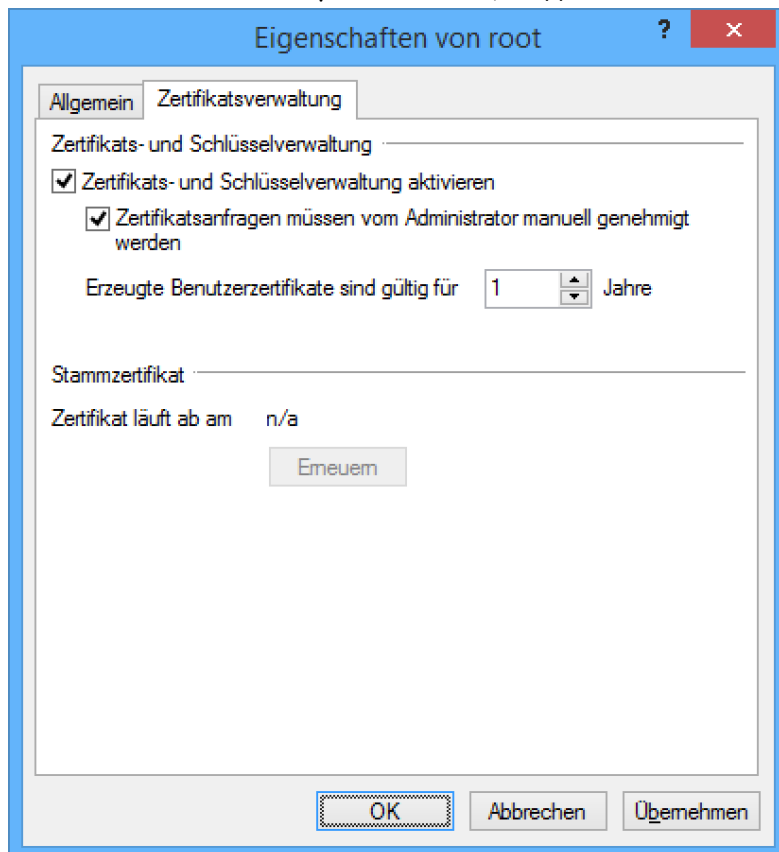 Eigenschaften von root
?
Allgemein Zertifikatsverwaltung
Zertifikats- und Schlüsselverwaltung
Zertifikats- und Schlüsselverwaltung aktivieren
Zertifikatsanfragen müssen vom Administrator manuell genehmigt
werden
Erzeugte Benutzerzertifikate sind gültig für 1 Jahre
Stammzertifikat
Zertifikat läuft ab am n/a
Erneuern
OK Abbrechen Übernehmen